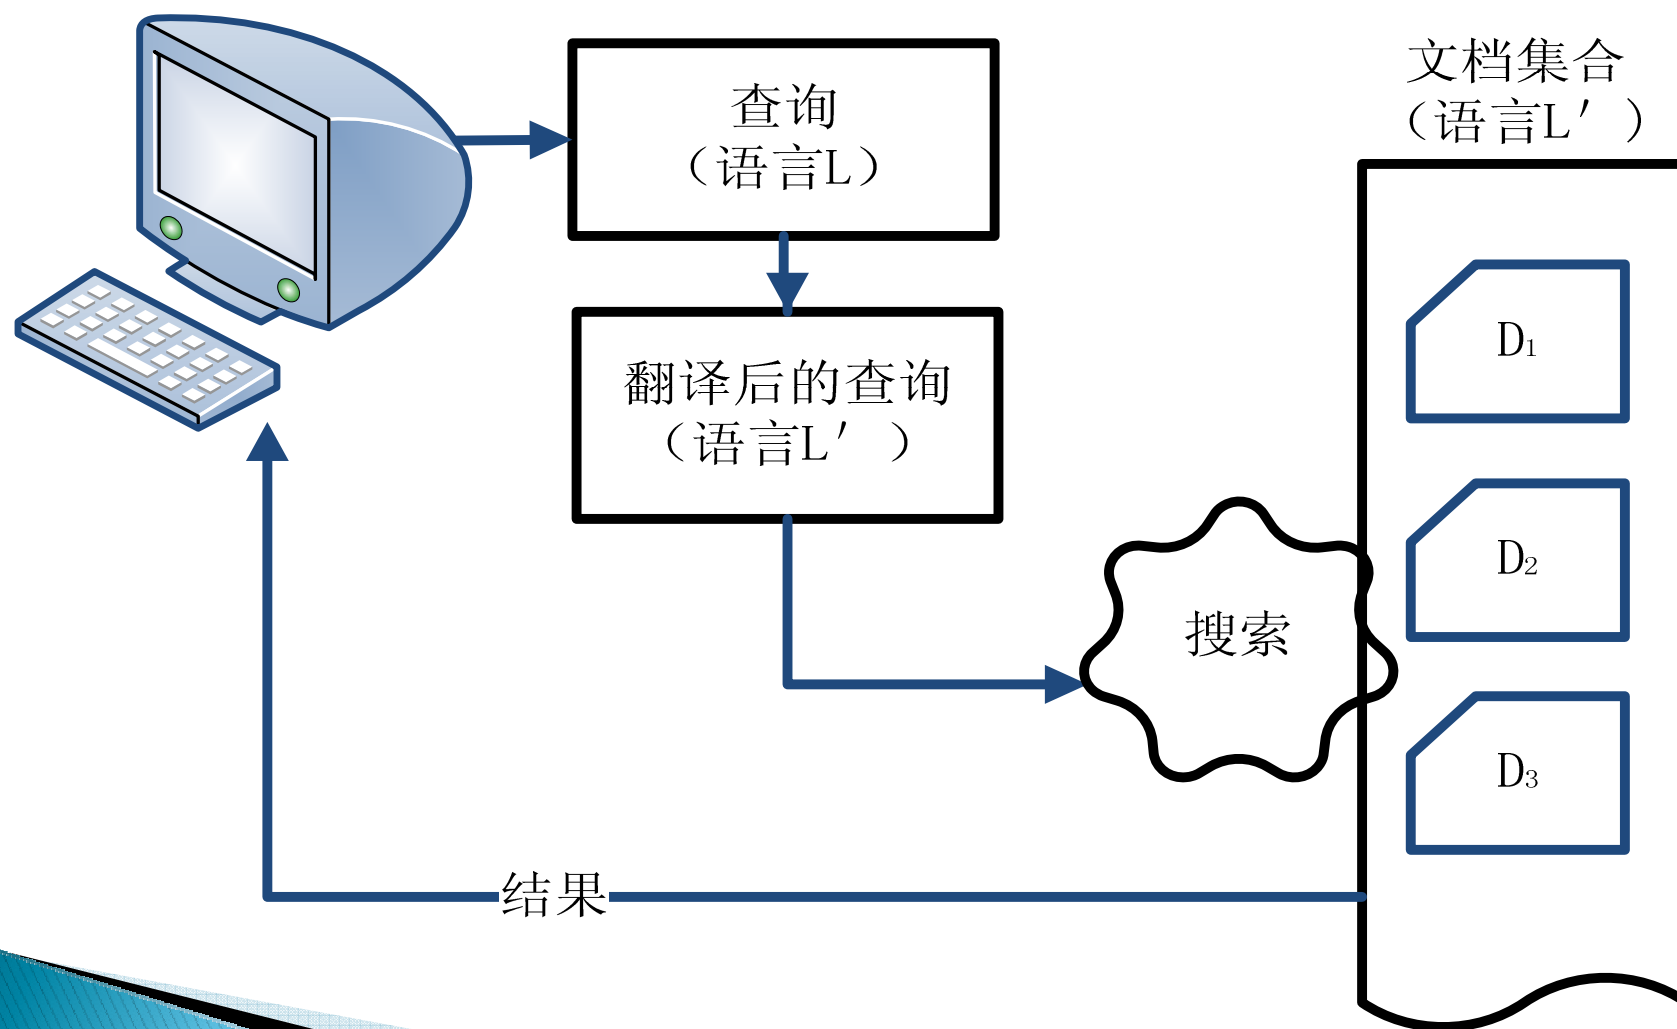 查询
（语言L）
翻译后的查询
（语言L′）
搜索
结果
文档集合
（语言L′）
D₁
D₂
D₃